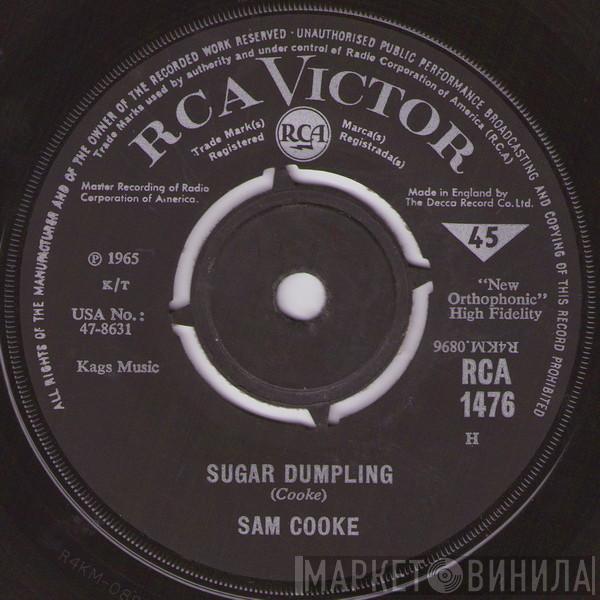 ALL RIGHTS OF THE MANUFACTURER AND OF THE OWNER OF THE RECORDED WORK RESERVED · UNAUTHORISED PUBLIC PERFORMANCE BROADCASTING AND COPYING OF THIS RECORD PROHIBITED
Trade Marks used by authority and under control of Radio Corporation of America (R.C.A)
RCA VICTOR
Trade Mark(s)
Registered
RCA
Marca(s)
Registrada(s)
Master Recording of Radio
Corporation of America.
Made in England by
The Decca Record Co. Ltd.
45
℗ 1965
K/T
USA No.:
47-8631
Kags Music
"New
Orthophonic"
High Fidelity
R4KM.0896
RCA
1476
H
SUGAR DUMPLING
(Cooke)
SAM COOKE
МАРКЕТ ВИНИЛА